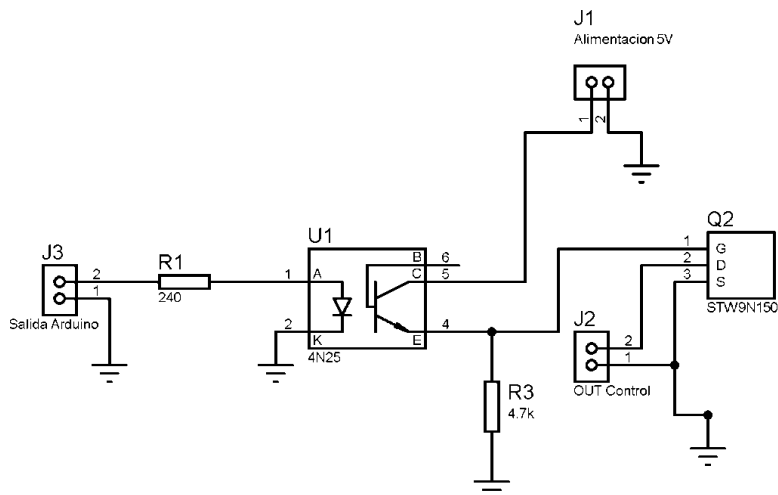 J1
Alimentacion 5V
1
2
Q2
1 G
2 D
3 S
STW9N150
J3
2
1
Salida Arduino
R1
240
U1
1 A
2 K
B 6
C 5
E 4
4N25
J2
2
1
OUT Control
R3
4.7k